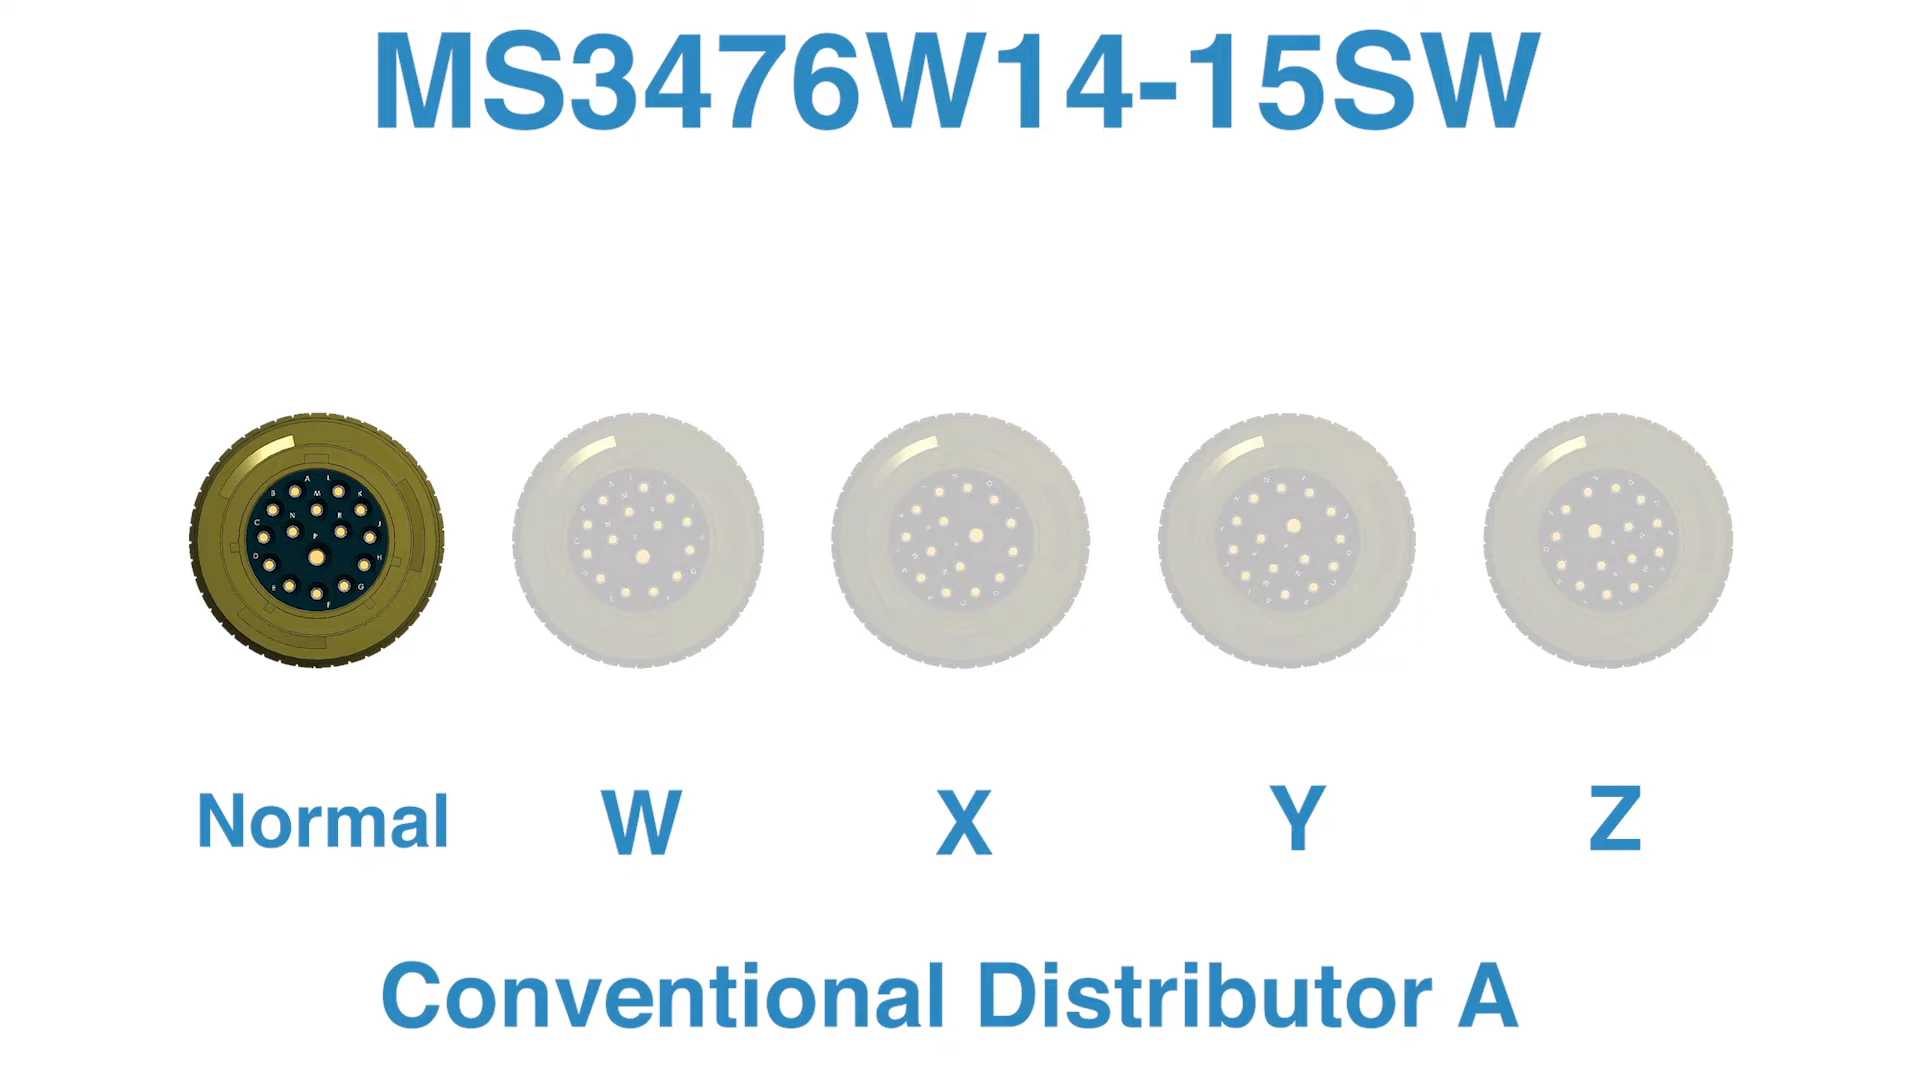 MS3476W14-15SW
A L
B M K
N R
C J
P
D H
E G
F
Normal W X Y Z
Conventional Distributor A